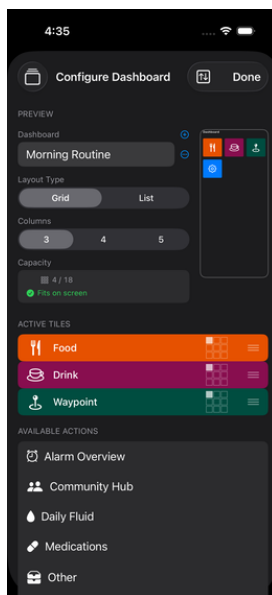 4:35
Configure Dashboard
Done
PREVIEW
Dashboard
Morning Routine
Layout Type
Grid
List
Columns
3
4
5
Capacity
4 / 18
Fits on screen
Dashboard
ACTIVE TILES
Food
Drink
Waypoint
AVAILABLE ACTIONS
Alarm Overview
Community Hub
Daily Fluid
Medications
Other